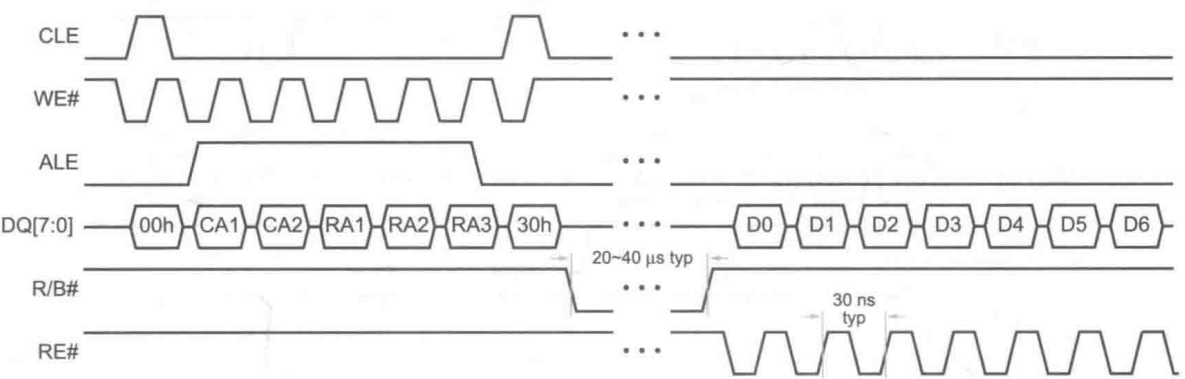 CLE
WE#
ALE
DQ[7:0] 00h CA1 CA2 RA1 RA2 RA3 30h D0 D1 D2 D3 D4 D5 D6
20~40 µs typ
R/B#
30 ns
typ
RE#